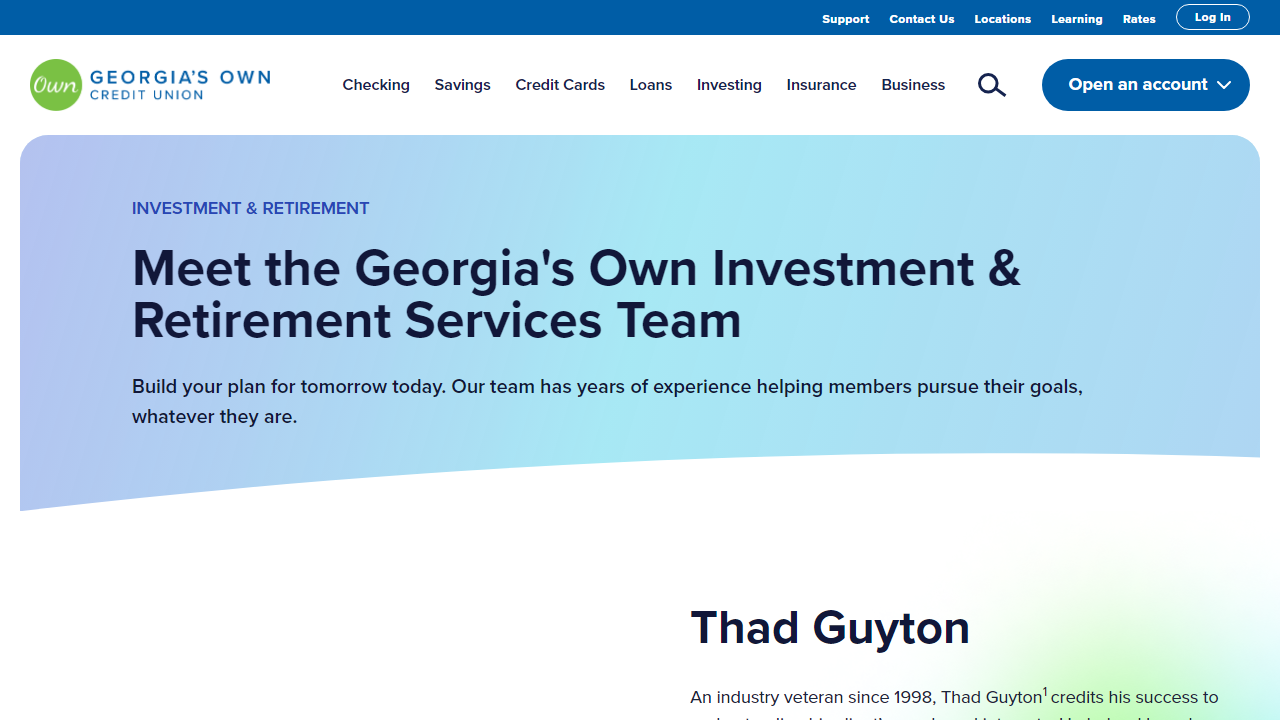 Support Contact Us Locations Learning Rates Log In
Own GEORGIA'S OWN
CREDIT UNION
Checking Savings Credit Cards Loans Investing Insurance Business Open an account
INVESTMENT & RETIREMENT
Meet the Georgia's Own Investment &
Retirement Services Team
Build your plan for tomorrow today. Our team has years of experience helping members pursue their goals,
whatever they are.
Thad Guyton
An industry veteran since 1998, Thad Guyton¹ credits his success to